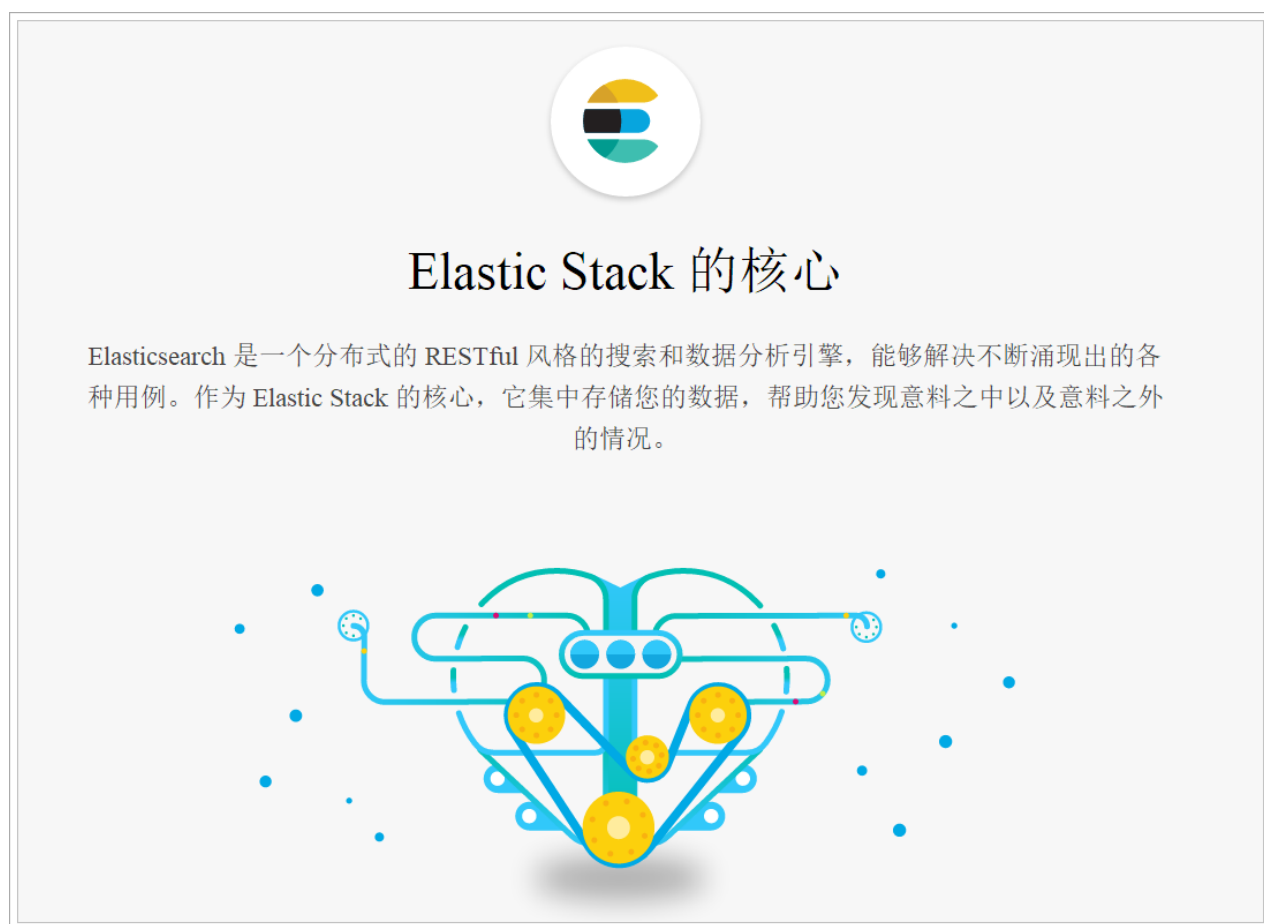 Elastic Stack 的核心
Elasticsearch 是一个分布式的 RESTful 风格的搜索和数据分析引擎，能够解决不断涌现出的各
种用例。作为 Elastic Stack 的核心，它集中存储您的数据，帮助您发现意料之中以及意料之外
的情况。